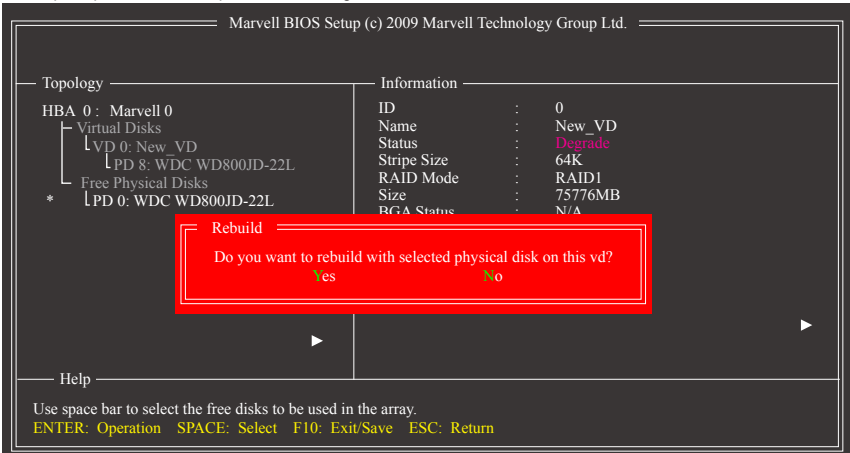 Marvell BIOS Setup (c) 2009 Marvell Technology Group Ltd.
Topology
HBA 0 : Marvell 0
Virtual Disks
VD 0: New_VD
PD 8: WDC WD800JD-22L
Free Physical Disks
* PD 0: WDC WD800JD-22L
Information
ID : 0
Name : New_VD
Status : Degrade
Stripe Size : 64K
RAID Mode : RAID1
Size : 75776MB
BGA Status : N/A
Rebuild
Do you want to rebuild with selected physical disk on this vd?
Yes No
Help
Use space bar to select the free disks to be used in the array.
ENTER: Operation SPACE: Select F10: Exit/Save ESC: Return